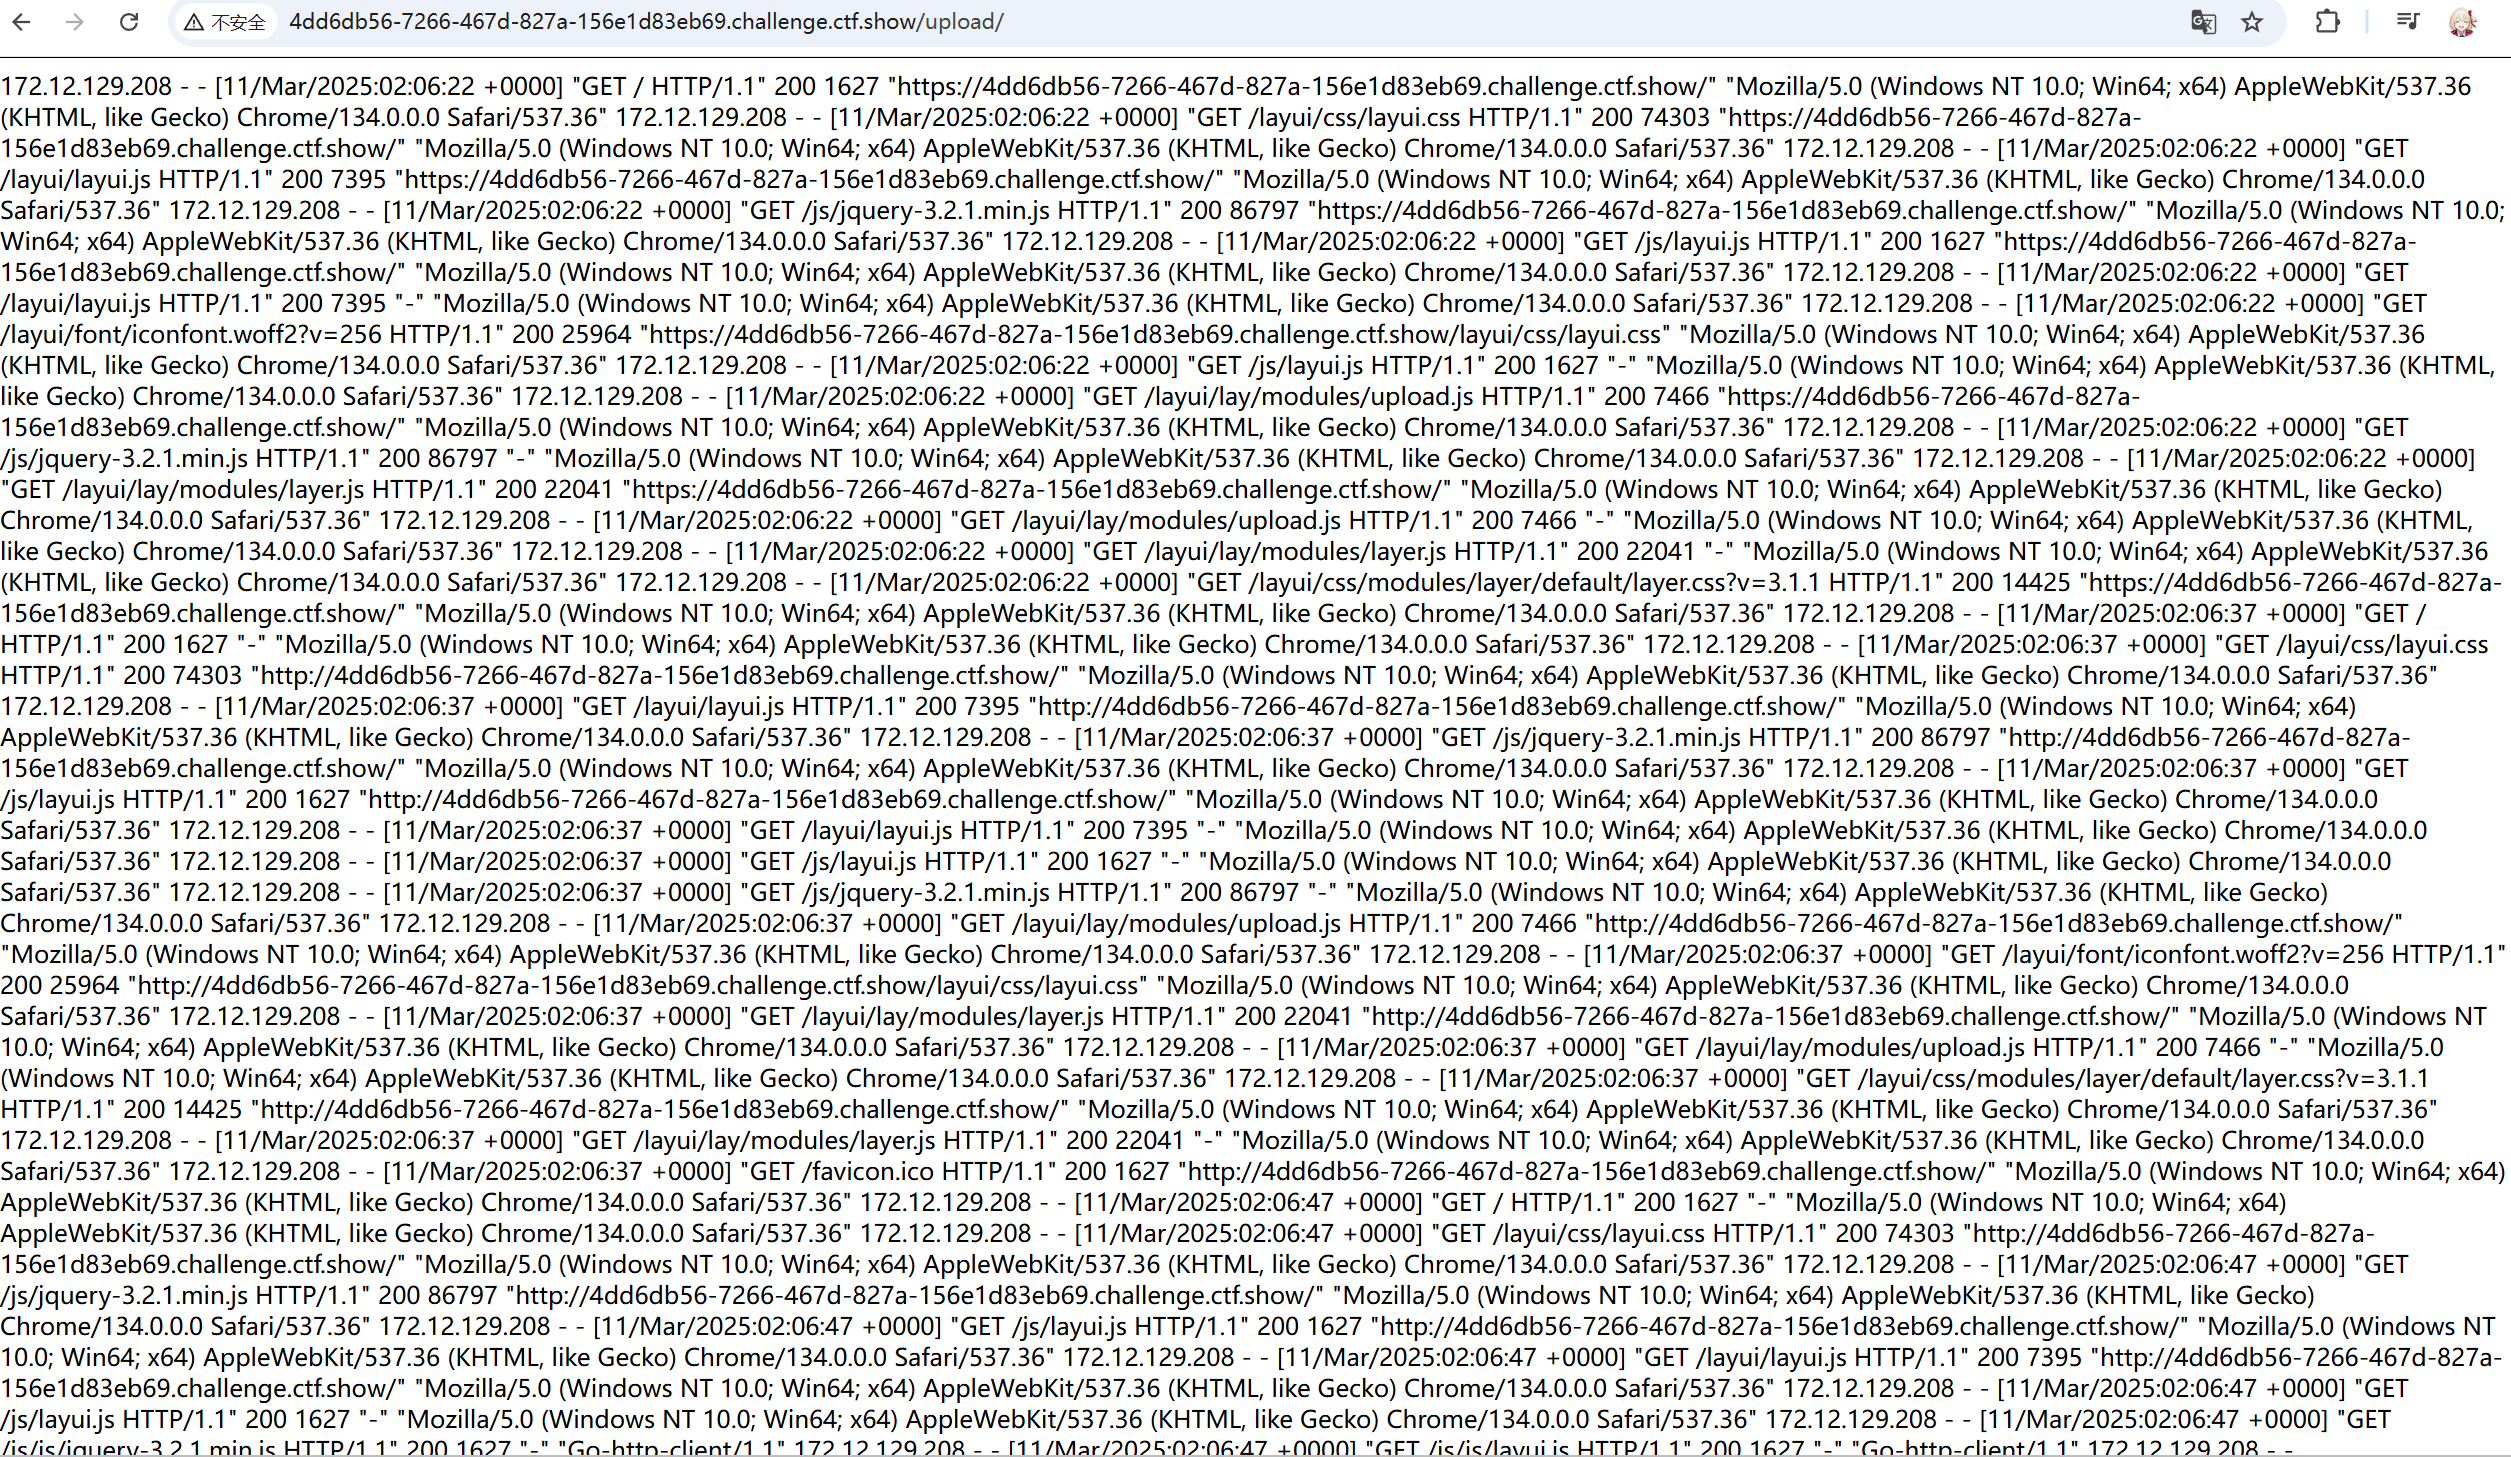 不安全 4dd6db56-7266-467d-827a-156e1d83eb69.challenge.ctf.show/upload/
172.12.129.208 - - [11/Mar/2025:02:06:22 +0000] "GET / HTTP/1.1" 200 1627 "https://4dd6db56-7266-467d-827a-156e1d83eb69.challenge.ctf.show/" "Mozilla/5.0 (Windows NT 10.0; Win64; x64) AppleWebKit/537.36
(KHTML, like Gecko) Chrome/134.0.0.0 Safari/537.36" 172.12.129.208 - - [11/Mar/2025:02:06:22 +0000] "GET /layui/css/layui.css HTTP/1.1" 200 74303 "https://4dd6db56-7266-467d-827a-
156e1d83eb69.challenge.ctf.show/" "Mozilla/5.0 (Windows NT 10.0; Win64; x64) AppleWebKit/537.36 (KHTML, like Gecko) Chrome/134.0.0.0 Safari/537.36" 172.12.129.208 - - [11/Mar/2025:02:06:22 +0000] "GET
/layui/layui.js HTTP/1.1" 200 7395 "https://4dd6db56-7266-467d-827a-156e1d83eb69.challenge.ctf.show/" "Mozilla/5.0 (Windows NT 10.0; Win64; x64) AppleWebKit/537.36 (KHTML, like Gecko) Chrome/134.0.0.0
Safari/537.36" 172.12.129.208 - - [11/Mar/2025:02:06:22 +0000] "GET /js/jquery-3.2.1.min.js HTTP/1.1" 200 86797 "https://4dd6db56-7266-467d-827a-156e1d83eb69.challenge.ctf.show/" "Mozilla/5.0 (Windows NT 10.0;
Win64; x64) AppleWebKit/537.36 (KHTML, like Gecko) Chrome/134.0.0.0 Safari/537.36" 172.12.129.208 - - [11/Mar/2025:02:06:22 +0000] "GET /js/layui.js HTTP/1.1" 200 1627 "https://4dd6db56-7266-467d-827a-
156e1d83eb69.challenge.ctf.show/" "Mozilla/5.0 (Windows NT 10.0; Win64; x64) AppleWebKit/537.36 (KHTML, like Gecko) Chrome/134.0.0.0 Safari/537.36" 172.12.129.208 - - [11/Mar/2025:02:06:22 +0000] "GET
/layui/layui.js HTTP/1.1" 200 7395 "-" "Mozilla/5.0 (Windows NT 10.0; Win64; x64) AppleWebKit/537.36 (KHTML, like Gecko) Chrome/134.0.0.0 Safari/537.36" 172.12.129.208 - - [11/Mar/2025:02:06:22 +0000] "GET
/layui/font/iconfont.woff2?v=256 HTTP/1.1" 200 25964 "https://4dd6db56-7266-467d-827a-156e1d83eb69.challenge.ctf.show/layui/css/layui.css" "Mozilla/5.0 (Windows NT 10.0; Win64; x64) AppleWebKit/537.36
(KHTML, like Gecko) Chrome/134.0.0.0 Safari/537.36" 172.12.129.208 - - [11/Mar/2025:02:06:22 +0000] "GET /js/layui.js HTTP/1.1" 200 1627 "-" "Mozilla/5.0 (Windows NT 10.0; Win64; x64) AppleWebKit/537.36 (KHTML,
like Gecko) Chrome/134.0.0.0 Safari/537.36" 172.12.129.208 - - [11/Mar/2025:02:06:22 +0000] "GET /layui/lay/modules/upload.js HTTP/1.1" 200 7466 "https://4dd6db56-7266-467d-827a-
156e1d83eb69.challenge.ctf.show/" "Mozilla/5.0 (Windows NT 10.0; Win64; x64) AppleWebKit/537.36 (KHTML, like Gecko) Chrome/134.0.0.0 Safari/537.36" 172.12.129.208 - - [11/Mar/2025:02:06:22 +0000] "GET
/js/jquery-3.2.1.min.js HTTP/1.1" 200 86797 "-" "Mozilla/5.0 (Windows NT 10.0; Win64; x64) AppleWebKit/537.36 (KHTML, like Gecko) Chrome/134.0.0.0 Safari/537.36" 172.12.129.208 - - [11/Mar/2025:02:06:22 +0000]
"GET /layui/lay/modules/layer.js HTTP/1.1" 200 22041 "https://4dd6db56-7266-467d-827a-156e1d83eb69.challenge.ctf.show/" "Mozilla/5.0 (Windows NT 10.0; Win64; x64) AppleWebKit/537.36 (KHTML, like Gecko)
Chrome/134.0.0.0 Safari/537.36" 172.12.129.208 - - [11/Mar/2025:02:06:22 +0000] "GET /layui/lay/modules/upload.js HTTP/1.1" 200 7466 "-" "Mozilla/5.0 (Windows NT 10.0; Win64; x64) AppleWebKit/537.36 (KHTML,
like Gecko) Chrome/134.0.0.0 Safari/537.36" 172.12.129.208 - - [11/Mar/2025:02:06:22 +0000] "GET /layui/lay/modules/layer.js HTTP/1.1" 200 22041 "-" "Mozilla/5.0 (Windows NT 10.0; Win64; x64) AppleWebKit/537.36
(KHTML, like Gecko) Chrome/134.0.0.0 Safari/537.36" 172.12.129.208 - - [11/Mar/2025:02:06:22 +0000] "GET /layui/css/modules/layer/default/layer.css?v=3.1.1 HTTP/1.1" 200 14425 "https://4dd6db56-7266-467d-827a-
156e1d83eb69.challenge.ctf.show/" "Mozilla/5.0 (Windows NT 10.0; Win64; x64) AppleWebKit/537.36 (KHTML, like Gecko) Chrome/134.0.0.0 Safari/537.36" 172.12.129.208 - - [11/Mar/2025:02:06:37 +0000] "GET /
HTTP/1.1" 200 1627 "-" "Mozilla/5.0 (Windows NT 10.0; Win64; x64) AppleWebKit/537.36 (KHTML, like Gecko) Chrome/134.0.0.0 Safari/537.36" 172.12.129.208 - - [11/Mar/2025:02:06:37 +0000] "GET /layui/css/layui.css
HTTP/1.1" 200 74303 "http://4dd6db56-7266-467d-827a-156e1d83eb69.challenge.ctf.show/" "Mozilla/5.0 (Windows NT 10.0; Win64; x64) AppleWebKit/537.36 (KHTML, like Gecko) Chrome/134.0.0.0 Safari/537.36"
172.12.129.208 - - [11/Mar/2025:02:06:37 +0000] "GET /layui/layui.js HTTP/1.1" 200 7395 "http://4dd6db56-7266-467d-827a-156e1d83eb69.challenge.ctf.show/" "Mozilla/5.0 (Windows NT 10.0; Win64; x64)
AppleWebKit/537.36 (KHTML, like Gecko) Chrome/134.0.0.0 Safari/537.36" 172.12.129.208 - - [11/Mar/2025:02:06:37 +0000] "GET /js/jquery-3.2.1.min.js HTTP/1.1" 200 86797 "http://4dd6db56-7266-467d-827a-
156e1d83eb69.challenge.ctf.show/" "Mozilla/5.0 (Windows NT 10.0; Win64; x64) AppleWebKit/537.36 (KHTML, like Gecko) Chrome/134.0.0.0 Safari/537.36" 172.12.129.208 - - [11/Mar/2025:02:06:37 +0000] "GET
/js/layui.js HTTP/1.1" 200 1627 "http://4dd6db56-7266-467d-827a-156e1d83eb69.challenge.ctf.show/" "Mozilla/5.0 (Windows NT 10.0; Win64; x64) AppleWebKit/537.36 (KHTML, like Gecko) Chrome/134.0.0.0
Safari/537.36" 172.12.129.208 - - [11/Mar/2025:02:06:37 +0000] "GET /layui/layui.js HTTP/1.1" 200 7395 "-" "Mozilla/5.0 (Windows NT 10.0; Win64; x64) AppleWebKit/537.36 (KHTML, like Gecko) Chrome/134.0.0.0
Safari/537.36" 172.12.129.208 - - [11/Mar/2025:02:06:37 +0000] "GET /js/layui.js HTTP/1.1" 200 1627 "-" "Mozilla/5.0 (Windows NT 10.0; Win64; x64) AppleWebKit/537.36 (KHTML, like Gecko) Chrome/134.0.0.0
Safari/537.36" 172.12.129.208 - - [11/Mar/2025:02:06:37 +0000] "GET /js/jquery-3.2.1.min.js HTTP/1.1" 200 86797 "-" "Mozilla/5.0 (Windows NT 10.0; Win64; x64) AppleWebKit/537.36 (KHTML, like Gecko)
Chrome/134.0.0.0 Safari/537.36" 172.12.129.208 - - [11/Mar/2025:02:06:37 +0000] "GET /layui/lay/modules/upload.js HTTP/1.1" 200 7466 "http://4dd6db56-7266-467d-827a-156e1d83eb69.challenge.ctf.show/"
"Mozilla/5.0 (Windows NT 10.0; Win64; x64) AppleWebKit/537.36 (KHTML, like Gecko) Chrome/134.0.0.0 Safari/537.36" 172.12.129.208 - - [11/Mar/2025:02:06:37 +0000] "GET /layui/font/iconfont.woff2?v=256 HTTP/1.1"
200 25964 "http://4dd6db56-7266-467d-827a-156e1d83eb69.challenge.ctf.show/layui/css/layui.css" "Mozilla/5.0 (Windows NT 10.0; Win64; x64) AppleWebKit/537.36 (KHTML, like Gecko) Chrome/134.0.0.0
Safari/537.36" 172.12.129.208 - - [11/Mar/2025:02:06:37 +0000] "GET /layui/lay/modules/layer.js HTTP/1.1" 200 22041 "http://4dd6db56-7266-467d-827a-156e1d83eb69.challenge.ctf.show/" "Mozilla/5.0 (Windows NT
10.0; Win64; x64) AppleWebKit/537.36 (KHTML, like Gecko) Chrome/134.0.0.0 Safari/537.36" 172.12.129.208 - - [11/Mar/2025:02:06:37 +0000] "GET /layui/lay/modules/upload.js HTTP/1.1" 200 7466 "-" "Mozilla/5.0
(Windows NT 10.0; Win64; x64) AppleWebKit/537.36 (KHTML, like Gecko) Chrome/134.0.0.0 Safari/537.36" 172.12.129.208 - - [11/Mar/2025:02:06:37 +0000] "GET /layui/css/modules/layer/default/layer.css?v=3.1.1
HTTP/1.1" 200 14425 "http://4dd6db56-7266-467d-827a-156e1d83eb69.challenge.ctf.show/" "Mozilla/5.0 (Windows NT 10.0; Win64; x64) AppleWebKit/537.36 (KHTML, like Gecko) Chrome/134.0.0.0 Safari/537.36"
172.12.129.208 - - [11/Mar/2025:02:06:37 +0000] "GET /layui/lay/modules/layer.js HTTP/1.1" 200 22041 "-" "Mozilla/5.0 (Windows NT 10.0; Win64; x64) AppleWebKit/537.36 (KHTML, like Gecko) Chrome/134.0.0.0
Safari/537.36" 172.12.129.208 - - [11/Mar/2025:02:06:37 +0000] "GET /favicon.ico HTTP/1.1" 200 1627 "http://4dd6db56-7266-467d-827a-156e1d83eb69.challenge.ctf.show/" "Mozilla/5.0 (Windows NT 10.0; Win64; x64)
AppleWebKit/537.36 (KHTML, like Gecko) Chrome/134.0.0.0 Safari/537.36" 172.12.129.208 - - [11/Mar/2025:02:06:47 +0000] "GET / HTTP/1.1" 200 1627 "-" "Mozilla/5.0 (Windows NT 10.0; Win64; x64)
AppleWebKit/537.36 (KHTML, like Gecko) Chrome/134.0.0.0 Safari/537.36" 172.12.129.208 - - [11/Mar/2025:02:06:47 +0000] "GET /layui/css/layui.css HTTP/1.1" 200 74303 "http://4dd6db56-7266-467d-827a-
156e1d83eb69.challenge.ctf.show/" "Mozilla/5.0 (Windows NT 10.0; Win64; x64) AppleWebKit/537.36 (KHTML, like Gecko) Chrome/134.0.0.0 Safari/537.36" 172.12.129.208 - - [11/Mar/2025:02:06:47 +0000] "GET
/js/jquery-3.2.1.min.js HTTP/1.1" 200 86797 "http://4dd6db56-7266-467d-827a-156e1d83eb69.challenge.ctf.show/" "Mozilla/5.0 (Windows NT 10.0; Win64; x64) AppleWebKit/537.36 (KHTML, like Gecko)
Chrome/134.0.0.0 Safari/537.36" 172.12.129.208 - - [11/Mar/2025:02:06:47 +0000] "GET /js/layui.js HTTP/1.1" 200 1627 "http://4dd6db56-7266-467d-827a-156e1d83eb69.challenge.ctf.show/" "Mozilla/5.0 (Windows NT
10.0; Win64; x64) AppleWebKit/537.36 (KHTML, like Gecko) Chrome/134.0.0.0 Safari/537.36" 172.12.129.208 - - [11/Mar/2025:02:06:47 +0000] "GET /layui/layui.js HTTP/1.1" 200 7395 "http://4dd6db56-7266-467d-827a-
156e1d83eb69.challenge.ctf.show/" "Mozilla/5.0 (Windows NT 10.0; Win64; x64) AppleWebKit/537.36 (KHTML, like Gecko) Chrome/134.0.0.0 Safari/537.36" 172.12.129.208 - - [11/Mar/2025:02:06:47 +0000] "GET
/js/layui.js HTTP/1.1" 200 1627 "-" "Mozilla/5.0 (Windows NT 10.0; Win64; x64) AppleWebKit/537.36 (KHTML, like Gecko) Chrome/134.0.0.0 Safari/537.36" 172.12.129.208 - - [11/Mar/2025:02:06:47 +0000] "GET
/js/js/jquery-3.2.1.min.js HTTP/1.1" 200 1627 "-" "Go-http-client/1.1" 172.12.129.208 - - [11/Mar/2025:02:06:47 +0000] "GET /js/js/layui.js HTTP/1.1" 200 1627 "-" "Go-http-client/1.1" 172.12.129.208 - -